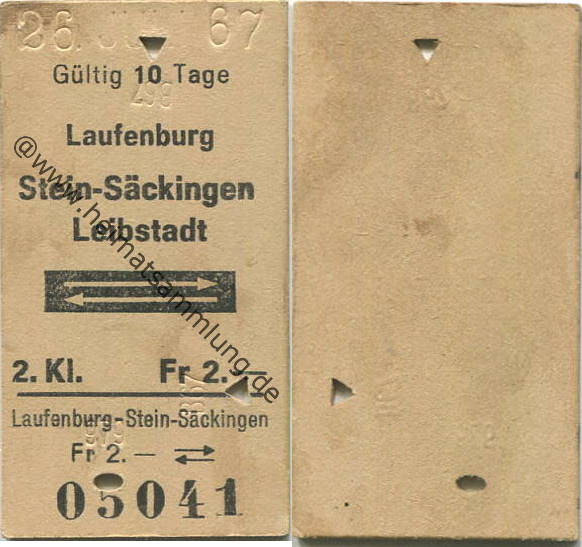 26. 67
Gültig 10 Tage
Laufenburg
Stein-Säckingen
Leibstadt
2. Kl. Fr 2.—
Laufenburg-Stein-Säckingen
Fr 2.—
05041
@www.heimatsammlung.de